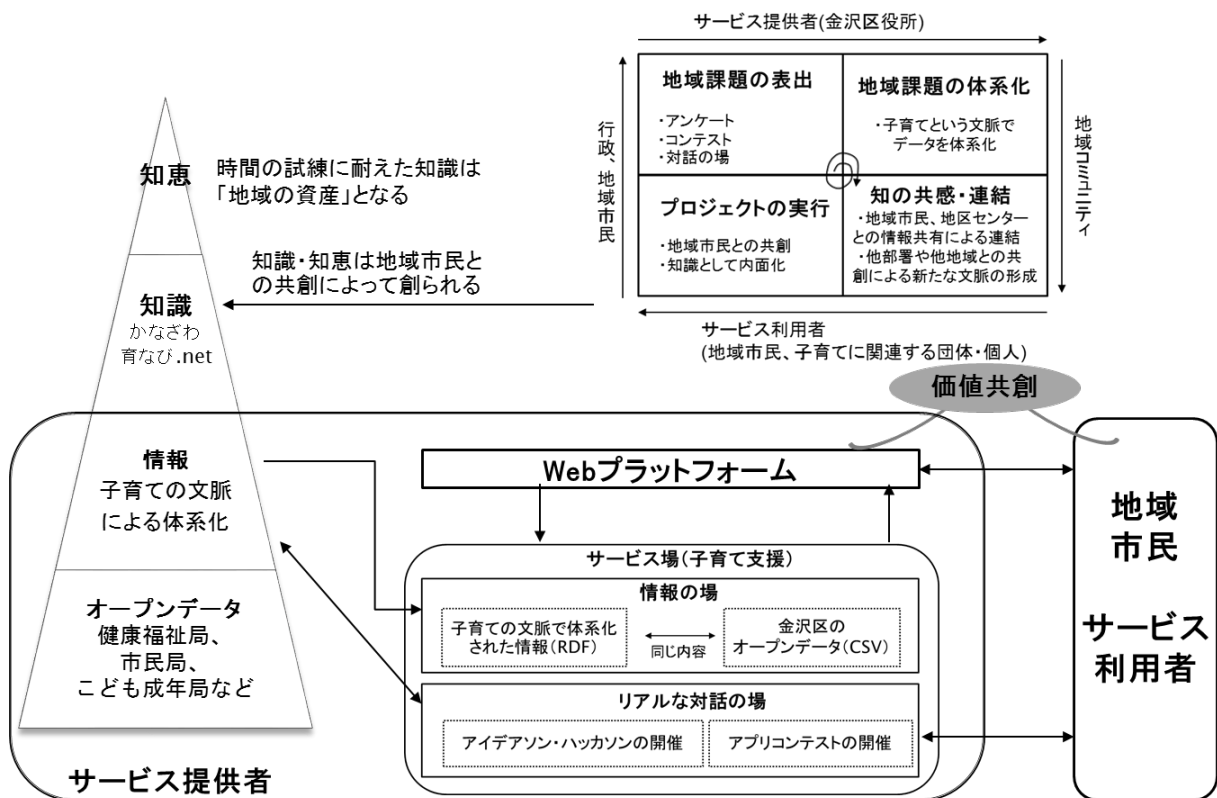 サービス提供者(金沢区役所)
地域課題の表出
・アンケート
・コンテスト
・対話の場
地域課題の体系化
・子育てという文脈で
データを体系化
行政、地域市民
地域コミュニティ
プロジェクトの実行
・地域市民との共創
・知識として内面化
知の共感・連結
・地域市民、地区センター
との情報共有による連結
・他部署や他地域との共
創による新たな文脈の形成
サービス利用者
(地域市民、子育てに関連する団体・個人)
知恵
時間の試練に耐えた知識は
「地域の資産」となる
知識・知恵は地域市民と
の共創によって創られる
知識
かなざわ
育なび.net
情報
子育ての文脈
による体系化
オープンデータ
健康福祉局、
市民局、
こども成年局など
サービス提供者
価値共創
Webプラットフォーム
サービス場(子育て支援)
情報の場
子育ての文脈で体系化
された情報(RDF)
同じ内容
金沢区の
オープンデータ(CSV)
リアルな対話の場
アイデアソン・ハッカソンの開催
アプリコンテストの開催
地域
市民
サービス
利用者